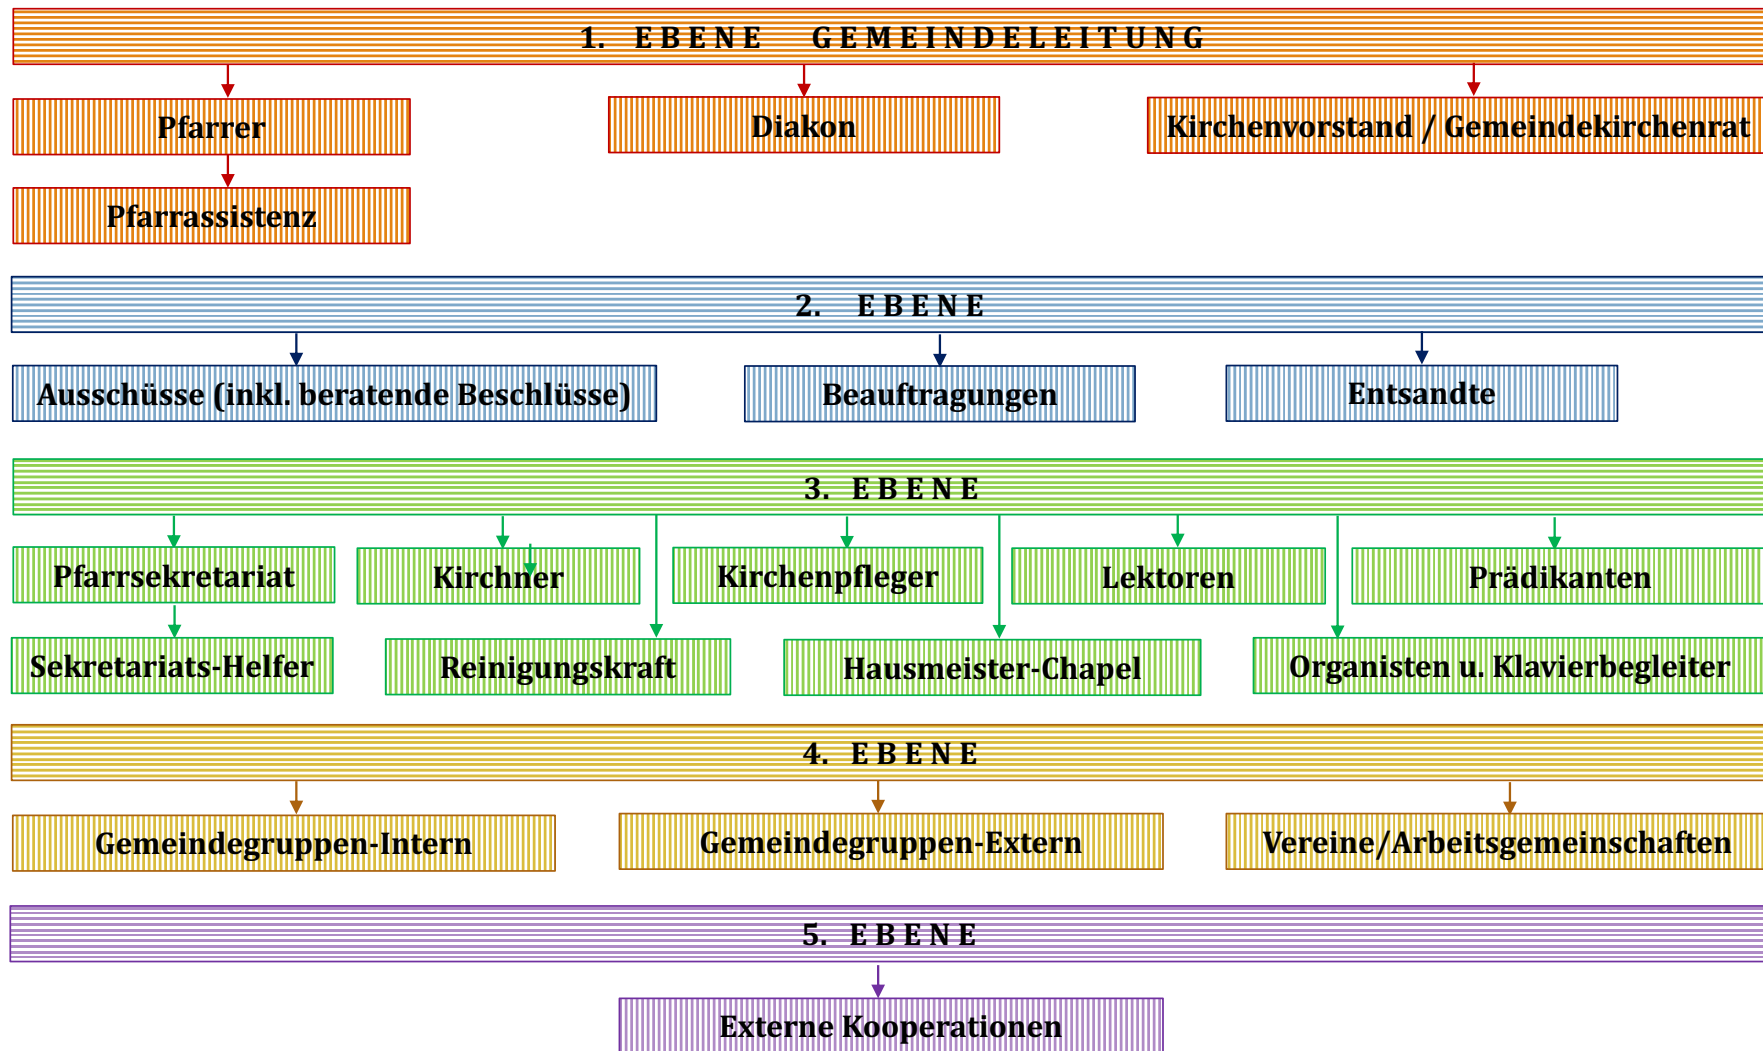 1. EBENE GEMEINDELEITUNG
Pfarrer
Diakon
Kirchenvorstand / Gemeindekirchenrat
Pfarrassistenz
2. EBENE
Ausschüsse (inkl. beratende Beschlüsse)
Beauftragungen
Entsandte
3. EBENE
Pfarrsekretariat
Kirchner
Kirchenpfleger
Lektoren
Prädikanten
Sekretariats-Helfer
Reinigungskraft
Hausmeister-Chapel
Organisten u. Klavierbegleiter
4. EBENE
Gemeindegruppen-Intern
Gemeindegruppen-Extern
Vereine/Arbeitsgemeinschaften
5. EBENE
Externe Kooperationen